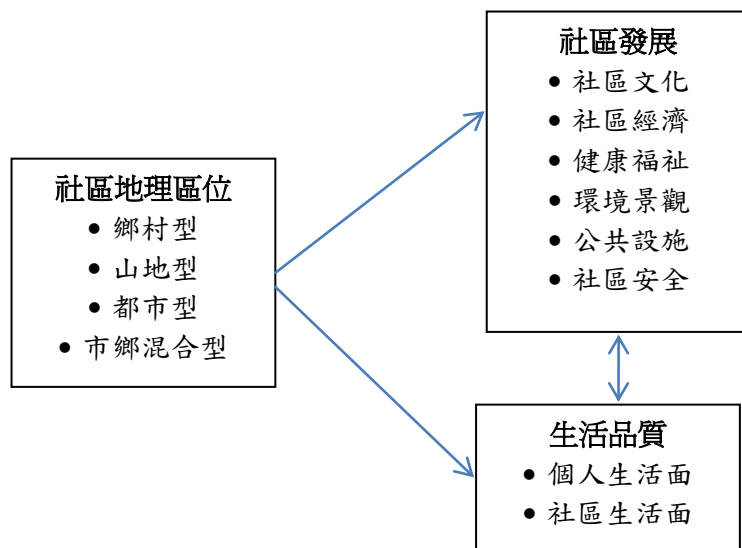 社區發展
• 社區文化
• 社區經濟
• 健康福祉
• 環境景觀
• 公共設施
• 社區安全
社區地理區位
• 鄉村型
• 山地型
• 都市型
• 市鄉混合型
生活品質
• 個人生活面
• 社區生活面